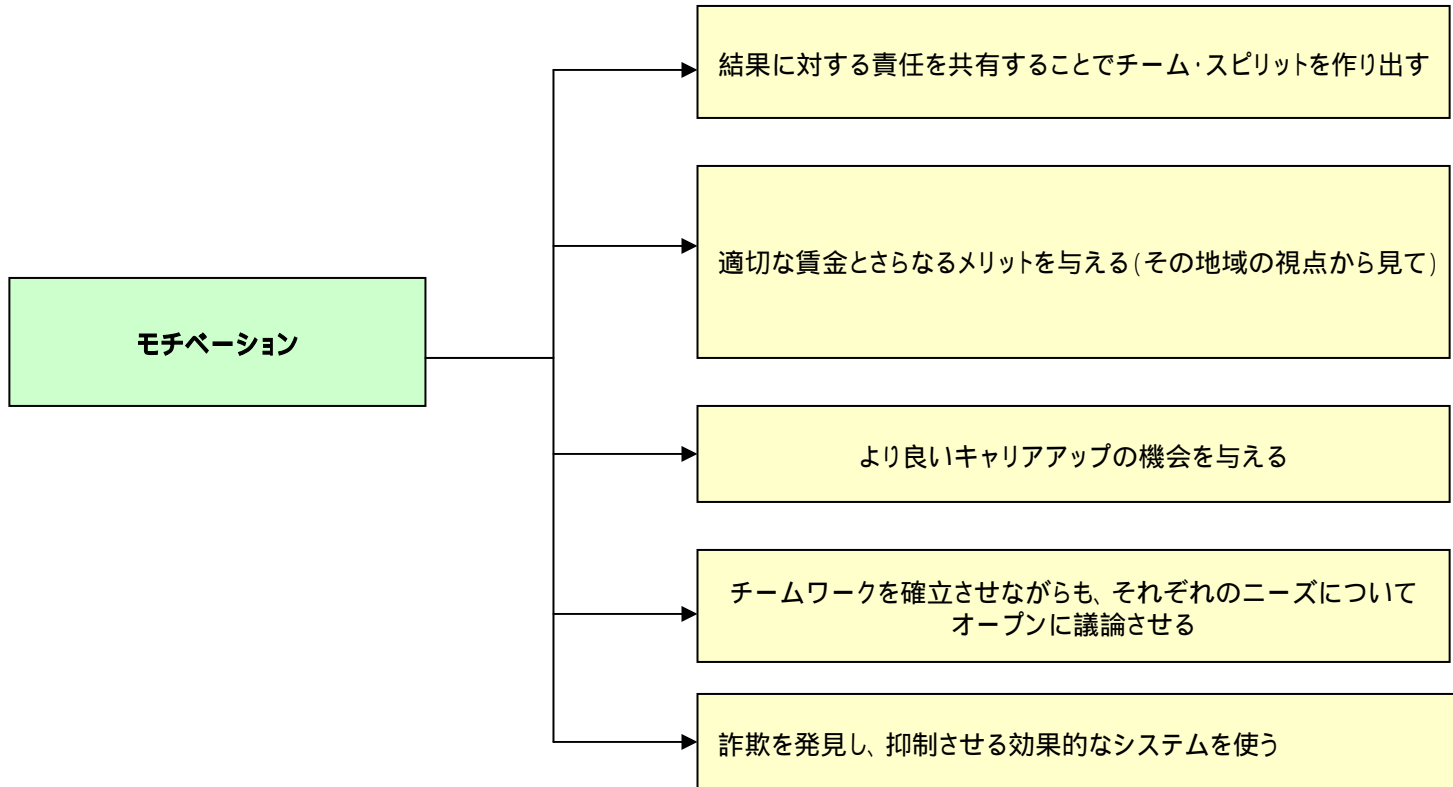 結果に対する責任を共有することでチーム・スピリットを作り出す
適切な賃金とさらなるメリットを与える(その地域の視点から見て)
モチベーション
より良いキャリアアップの機会を与える
チームワークを確立させながらも、それぞれのニーズについて
オープンに議論させる
詐欺を発見し、抑制させる効果的なシステムを使う